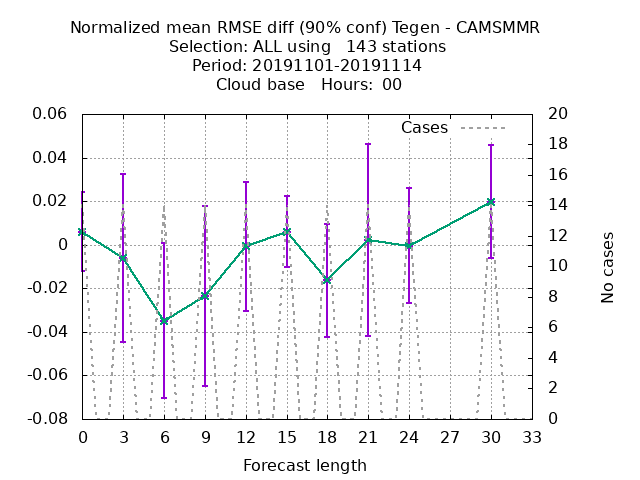 Normalized mean RMSE diff (90% conf) Tegen - CAMSMMR
Selection: ALL using   143 stations
Period: 20191101-20191114
Cloud base   Hours:  00
Cases
0.06
0.04
0.02
0
-0.02
-0.04
-0.06
-0.08
20
18
16
14
12
10
8
6
4
2
0
No cases
0 3 6 9 12 15 18 21 24 27 30 33
Forecast length